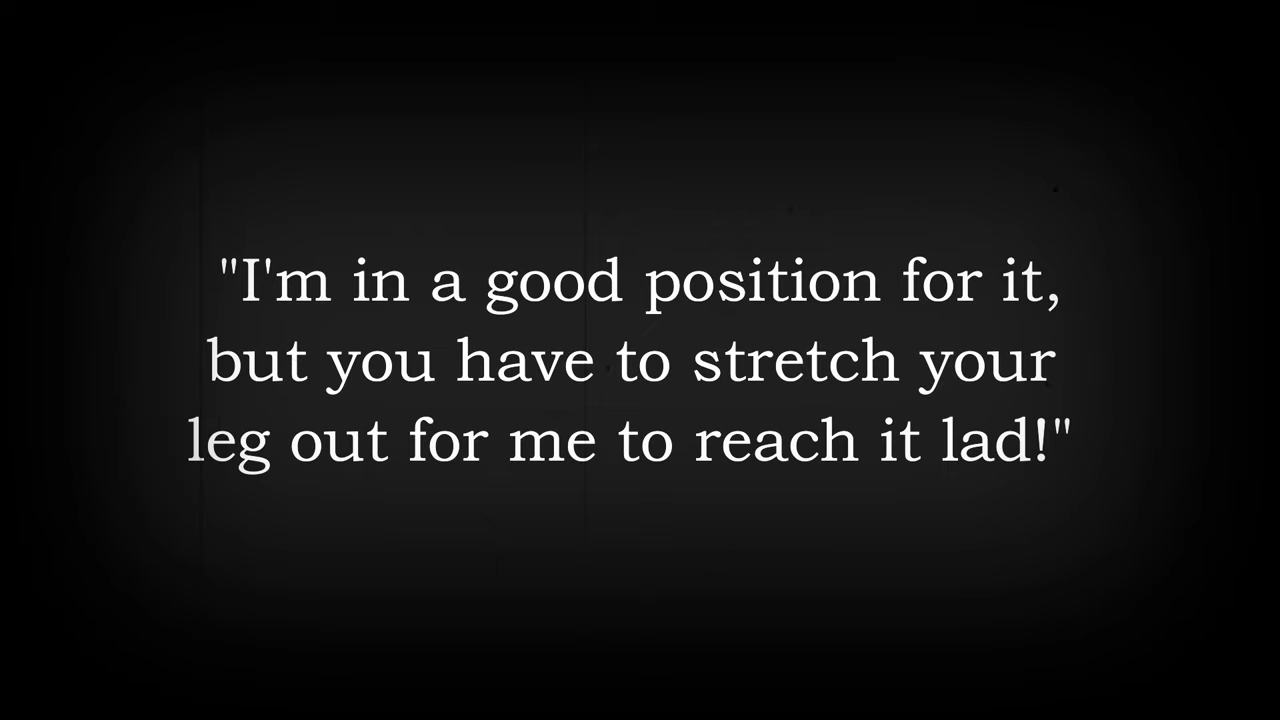 "I'm in a good position for it,
but you have to stretch your
leg out for me to reach it lad!"